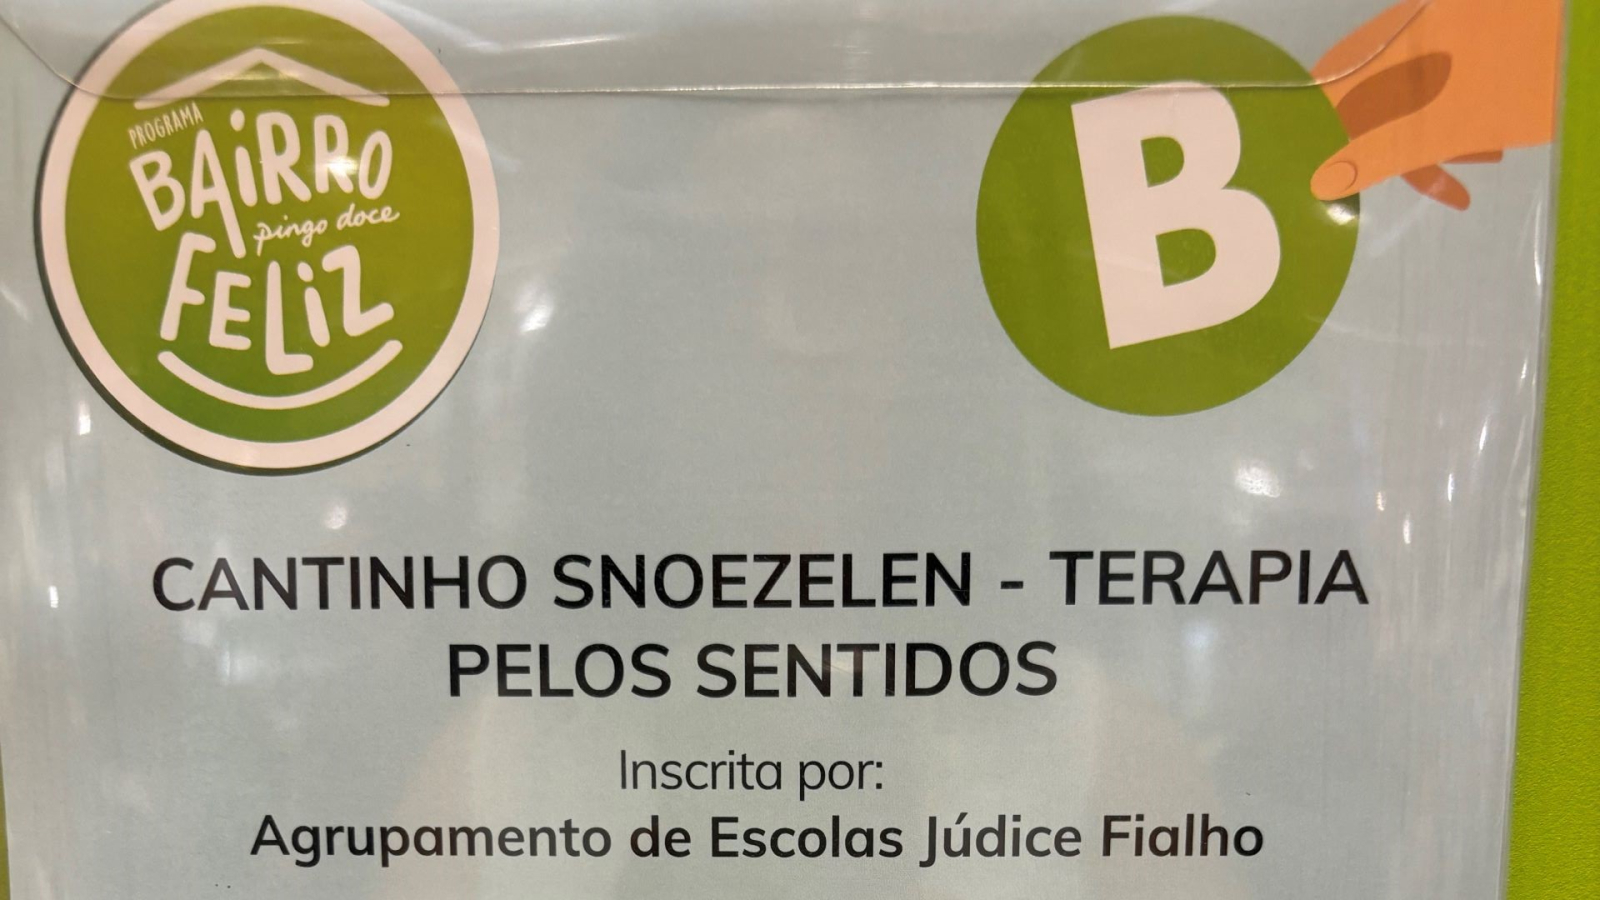 PROGRAMA
BAiRRO
pingo doce
FELiZ
B
CANTINHO SNOEZELEN - TERAPIA
PELOS SENTIDOS
Inscrita por:
Agrupamento de Escolas Júdice Fialho